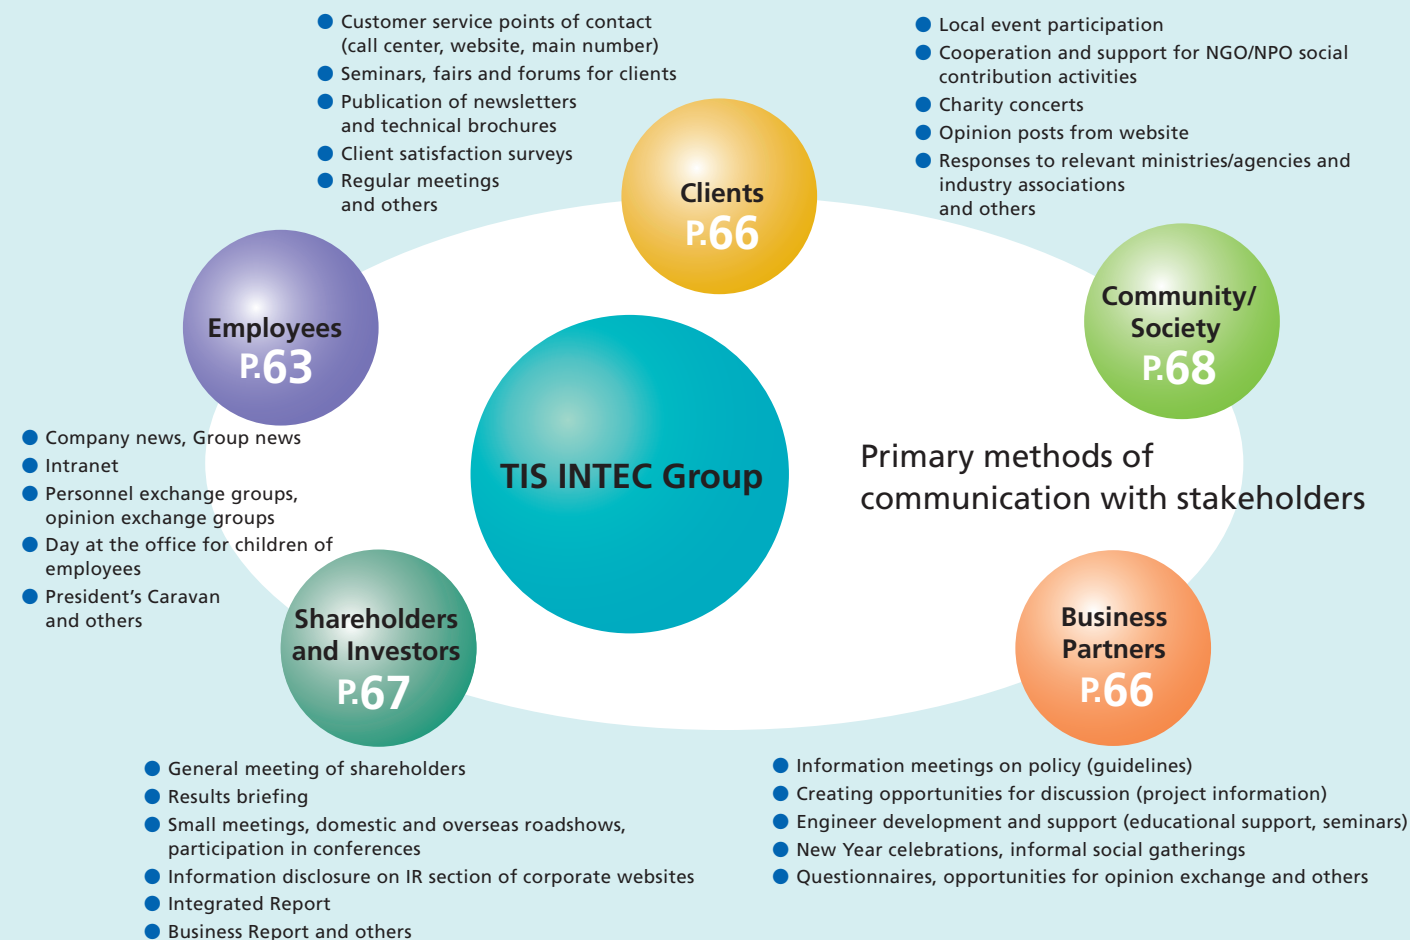 ● Customer service points of contact
(call center, website, main number)
● Seminars, fairs and forums for clients
● Publication of newsletters
and technical brochures
● Client satisfaction surveys
● Regular meetings
and others
● Local event participation
● Cooperation and support for NGO/NPO social
contribution activities
● Charity concerts
● Opinion posts from website
● Responses to relevant ministries/agencies and
industry associations
and others
Clients
P.66
Employees
P.63
Community/
Society
P.68
● Company news, Group news
● Intranet
● Personnel exchange groups,
opinion exchange groups
● Day at the office for children of
employees
● President’s Caravan
and others
TIS INTEC Group
Primary methods of
communication with stakeholders
Shareholders
and Investors
P.67
Business
Partners
P.66
● General meeting of shareholders
● Results briefing
● Small meetings, domestic and overseas roadshows,
participation in conferences
● Information disclosure on IR section of corporate websites
● Integrated Report
● Business Report and others
● Information meetings on policy (guidelines)
● Creating opportunities for discussion (project information)
● Engineer development and support (educational support, seminars)
● New Year celebrations, informal social gatherings
● Questionnaires, opportunities for opinion exchange and others